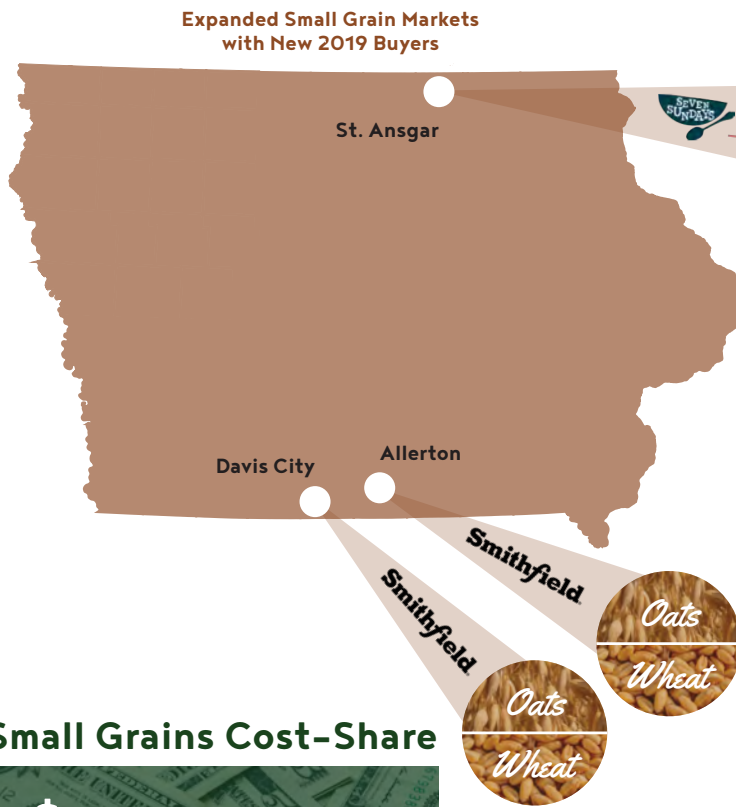 Expanded Small Grain Markets
with New 2019 Buyers
SEVEN
SUNDAYS
St. Ansgar
Davis City
Allerton
Smithfield
Smithfield
Oats
Wheat
Oats
Wheat
Small Grains Cost-Share